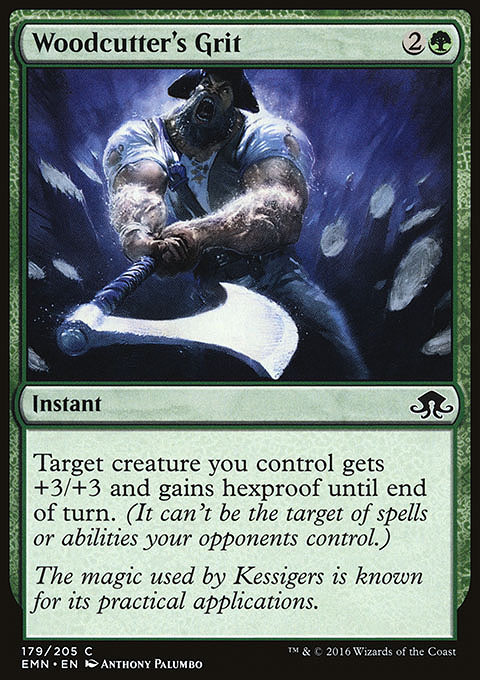 Woodcutter's Grit 2
Instant
Target creature you control gets
+3/+3 and gains hexproof until end
of turn. (It can't be the target of spells
or abilities your opponents control.)
The magic used by Kessigers is known
for its practical applications.
179/205 C
EMN • EN Anthony Palumbo
™ & © 2016 Wizards of the Coast